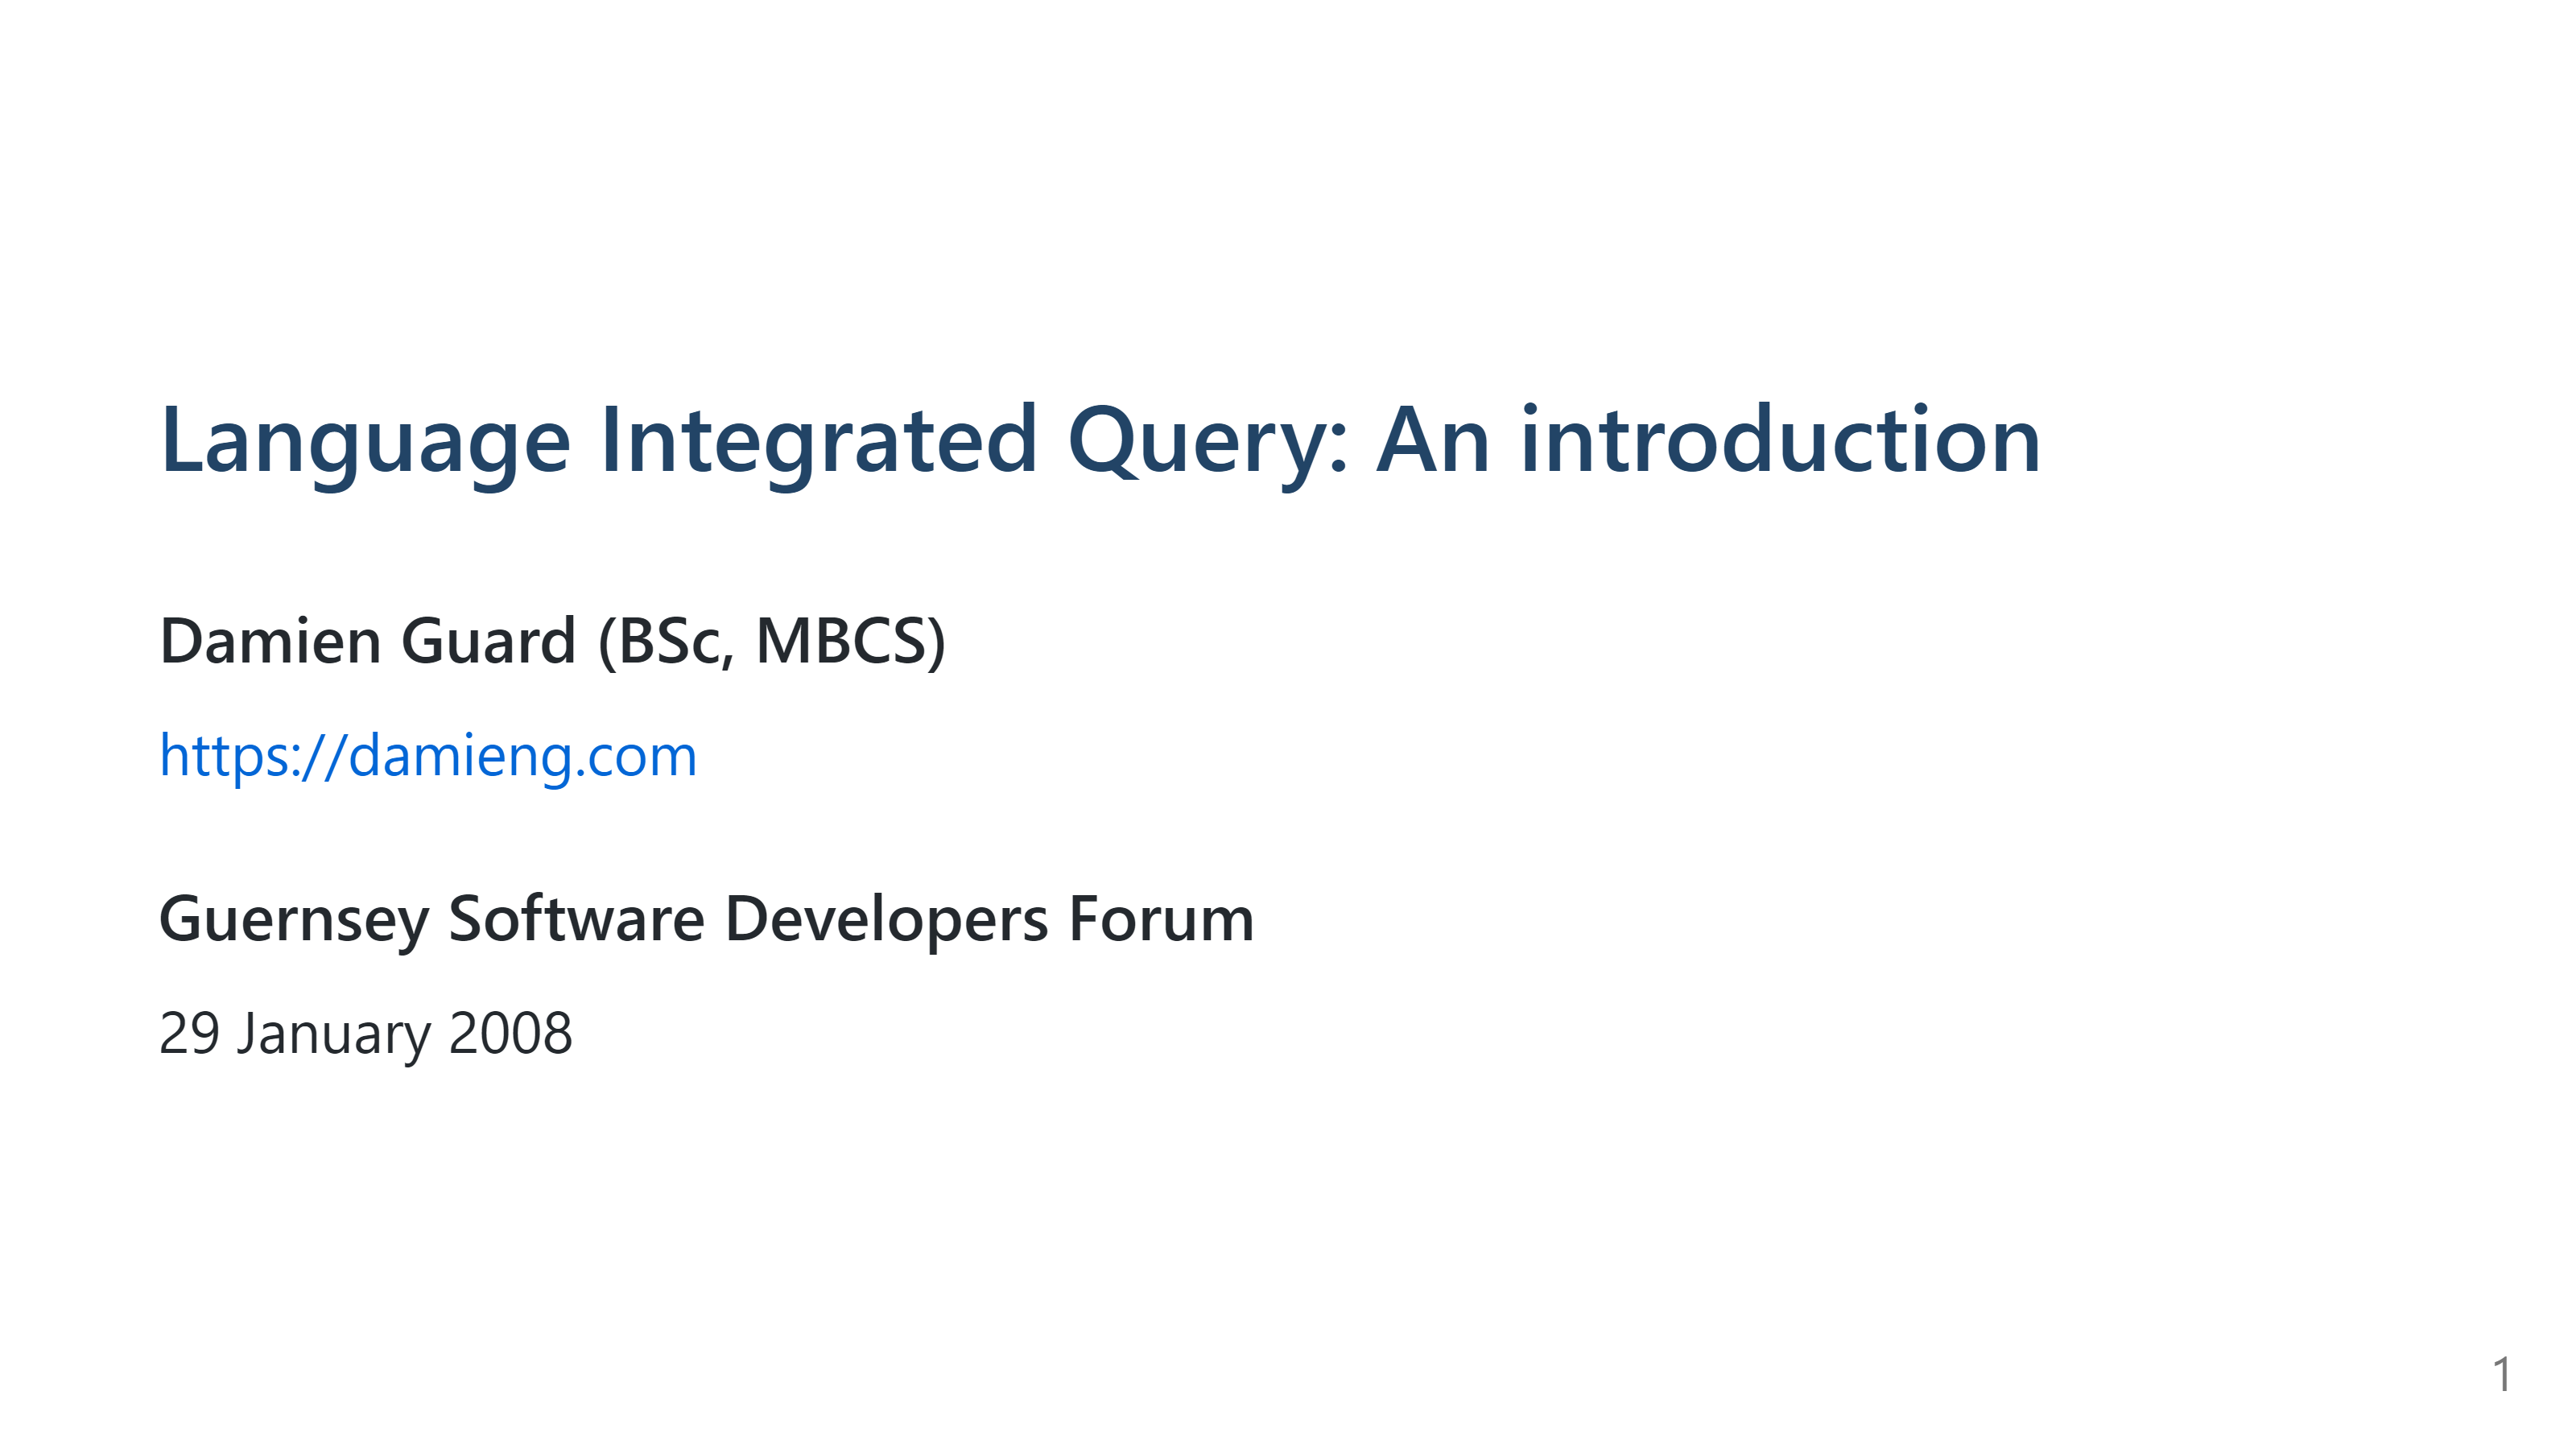 Language Integrated Query: An introduction
Damien Guard (BSc, MBCS)
https://damieng.com
Guernsey Software Developers Forum
29 January 2008
1